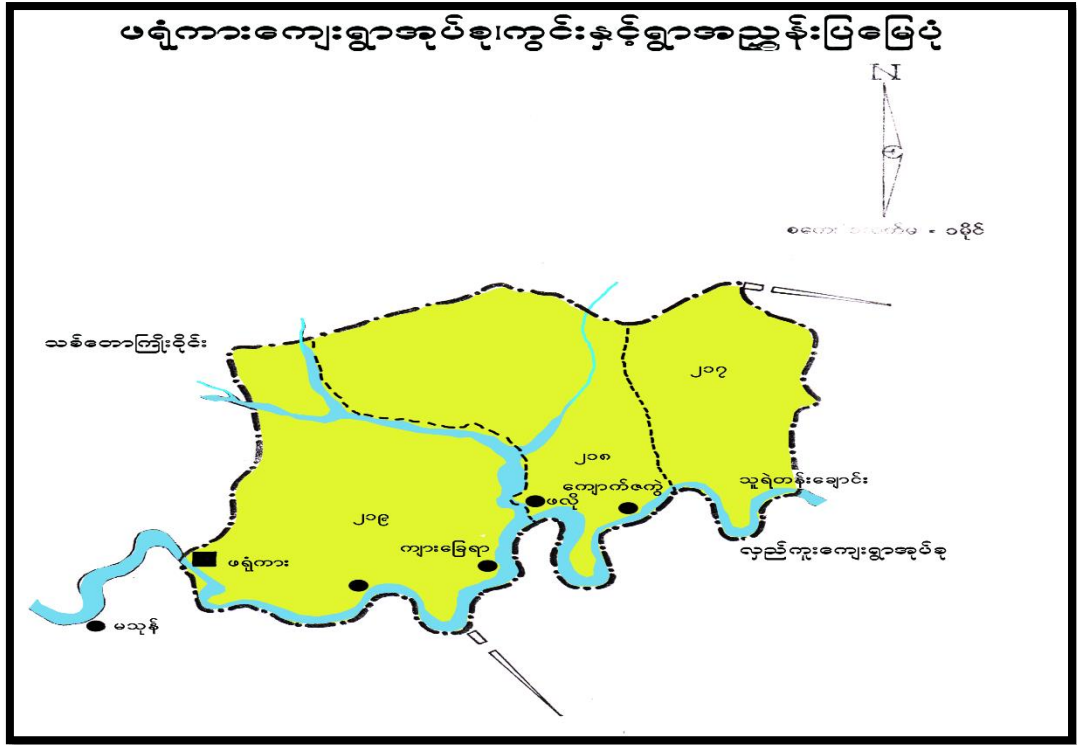 ဖရုံကားကျေးရွာအုပ်စု၊ကွင်းနှင့်ရွာအညွှန်းပြမြေပုံ
N
= ၁မိုင်
သစ်တောကြိုးဝိုင်း
၂၁၇
၂၁၈
ကျောက်ဇကွဲ
သူရဲတန်းချောင်း
ဖလို
၂၁၉
ကျားခြေရာ
လှည်ကူးကျေးရွာအုပ်စု
ဖရုံကား
မသုန်